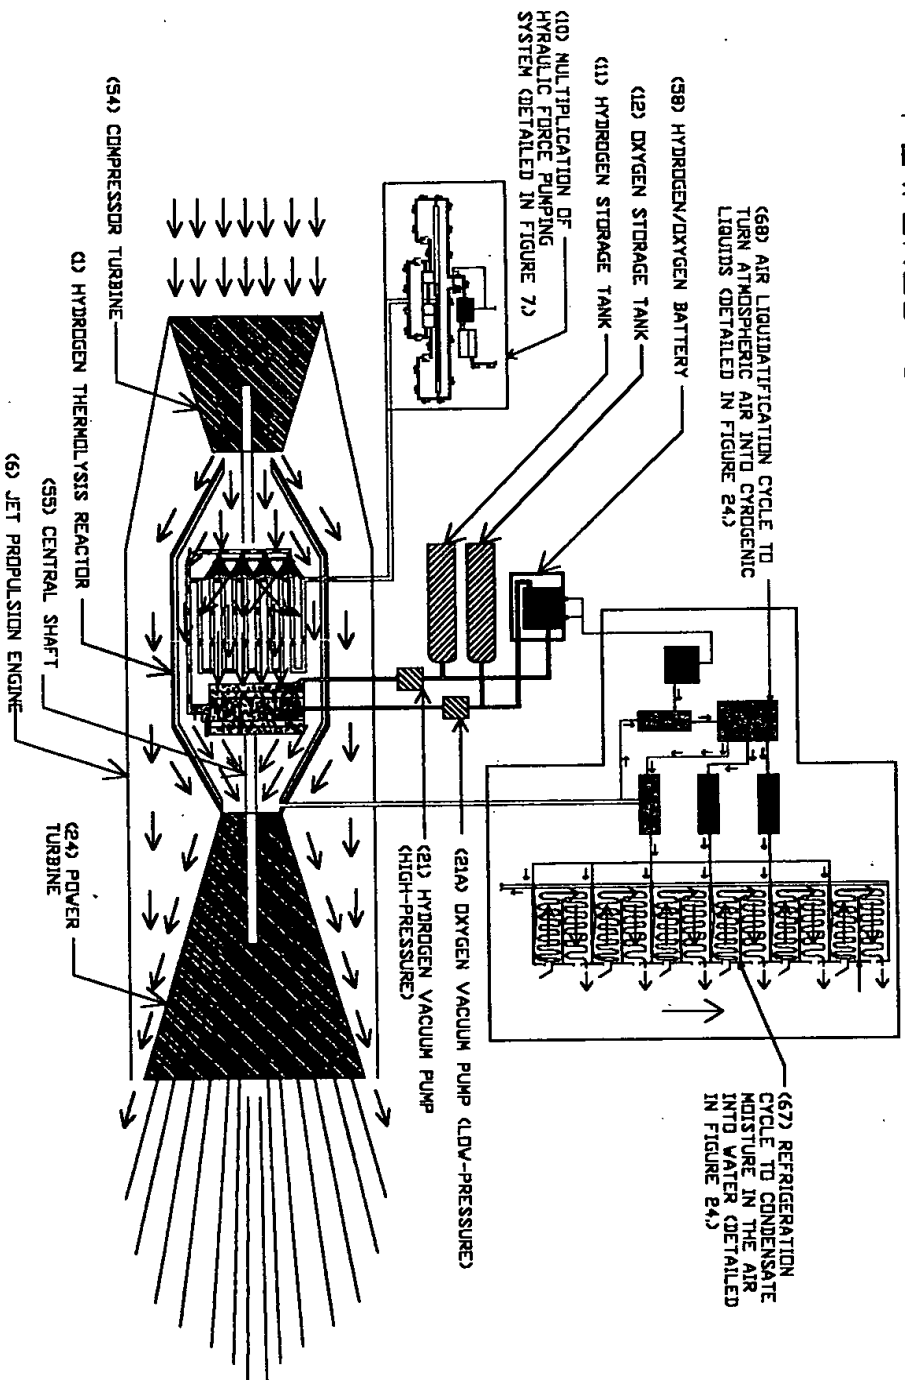 (68) AIR LIQUIDATIFICATION CYCLE TO
TURN ATMOSPHERIC AIR INTO CYROGENIC
LIQUIDS (DETAILED IN FIGURE 24.)
(58) HYDROGEN/OXYGEN BATTERY
(12) OXYGEN STORAGE TANK
(11) HYDROGEN STORAGE TANK
(10) MULTIPLICATION OF
HYRAULIC FORCE PUMPING
SYSTEM (DETAILED IN FIGURE 7.)
(67) REFRIGERATION
CYCLE TO CONDENSATE
MOISTURE IN THE AIR
INTO WATER (DETAILED
IN FIGURE 24.)
(21A) OXYGEN VACUUM PUMP (LOW-PRESSURE)
(21) HYDROGEN VACUUM PUMP
(HIGH-PRESSURE)
(54) COMPRESSOR TURBINE
(1) HYDROGEN THERMOLYSIS REACTOR
(55) CENTRAL SHAFT
(6) JET PROPULSION ENGINE
(24) POWER
TURBINE